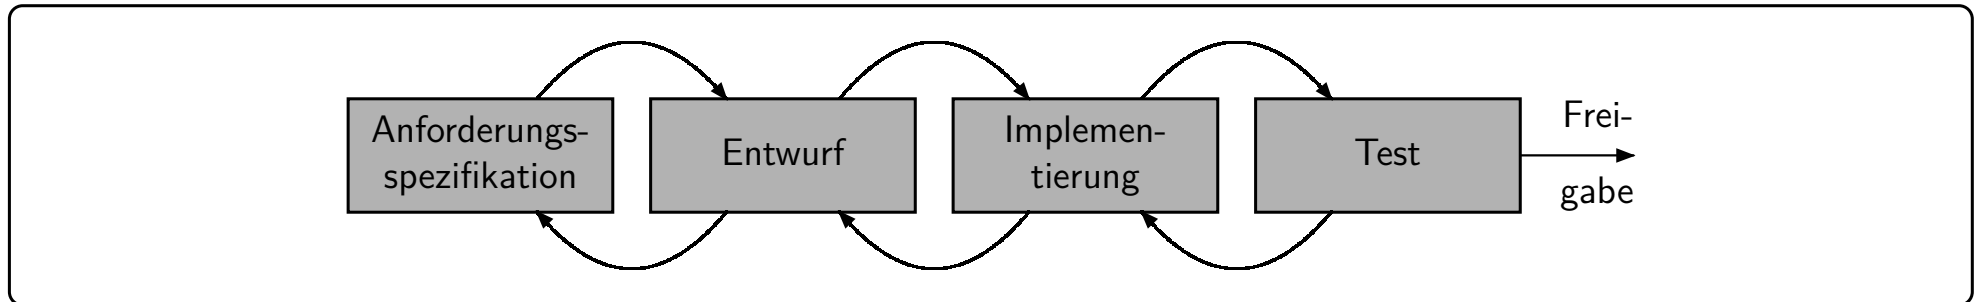 Anforderungs-
spezifikation
Entwurf
Implemen-
tierung
Test
Frei-
gabe